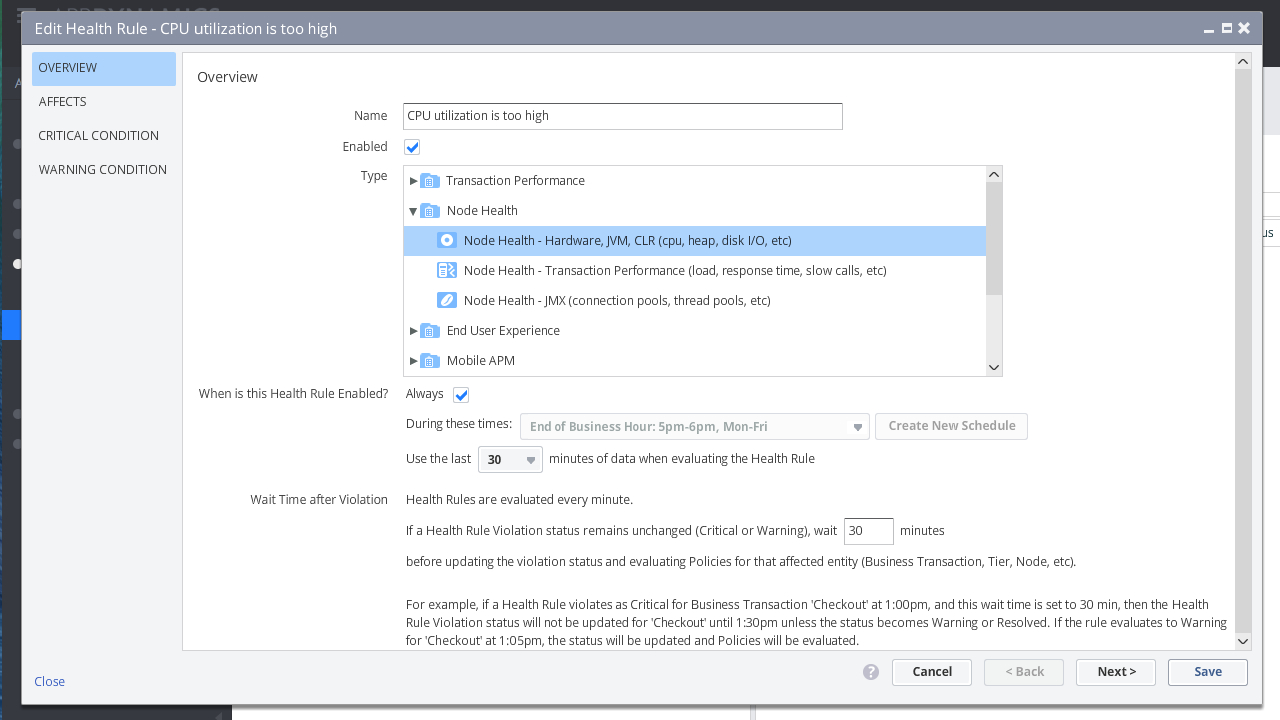 Edit Health Rule - CPU utilization is too high
OVERVIEW
AFFECTS
CRITICAL CONDITION
WARNING CONDITION
Overview
Name
CPU utilization is too high
Enabled
Type
Transaction Performance
Node Health
Node Health - Hardware, JVM, CLR (cpu, heap, disk I/O, etc)
Node Health - Transaction Performance (load, response time, slow calls, etc)
Node Health - JMX (connection pools, thread pools, etc)
End User Experience
Mobile APM
When is this Health Rule Enabled?
Always
During these times: End of Business Hour: 5pm-6pm, Mon-Fri Create New Schedule
Use the last 30 minutes of data when evaluating the Health Rule
Wait Time after Violation
Health Rules are evaluated every minute.
If a Health Rule Violation status remains unchanged (Critical or Warning), wait 30 minutes
before updating the violation status and evaluating Policies for that affected entity (Business Transaction, Tier, Node, etc).
For example, if a Health Rule violates as Critical for Business Transaction 'Checkout' at 1:00pm, and this wait time is set to 30 min, then the Health
Rule Violation status will not be updated for 'Checkout' until 1:30pm unless the status becomes Warning or Resolved. If the rule evaluates to Warning
for 'Checkout' at 1:05pm, the status will be updated and Policies will be evaluated.
Close
? Cancel < Back Next > Save